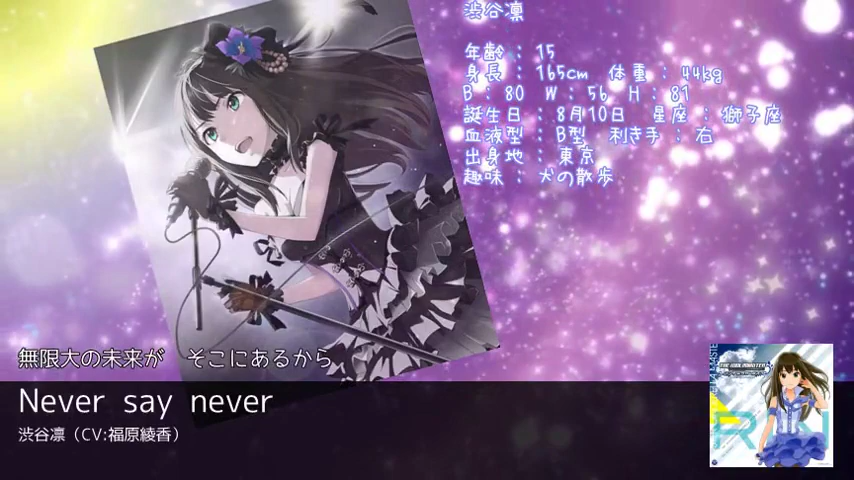 渋谷凛
年齢 : 15
身長 : 165cm 体重 : 44kg
B : 80 W : 56 H : 81
誕生日 : 8月10日 星座 : 獅子座
血液型 : B型 利き手 : 右
出身地 : 東京
趣味 : 犬の散歩
無限大の未来が そこにあるから
Never say never
渋谷凛（CV:福原綾香）
THE IDOLM@STER
RIN